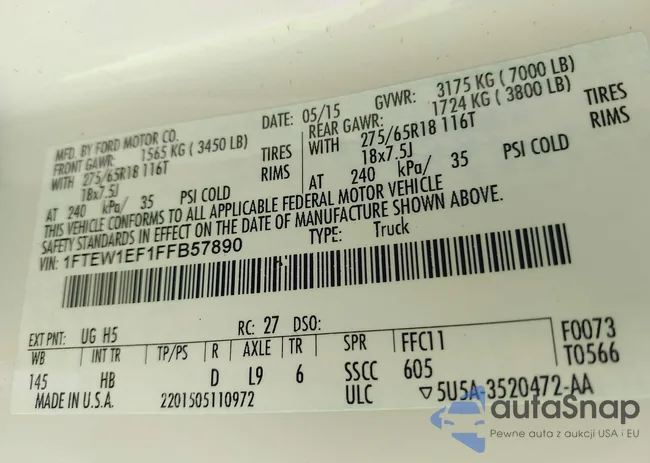 MFD. BY FORD MOTOR CO.
DATE: 05/15 GVWR: 3175 KG ( 7000 LB)
FRONT GAWR: 1565 KG ( 3450 LB)
REAR GAWR: 1724 KG ( 3800 LB)
WITH 275/65R18 116T TIRES
WITH 275/65R18 116T TIRES
18x7.5J RIMS
18x7.5J RIMS
AT 240 kPa/ 35 PSI COLD
AT 240 kPa/ 35 PSI COLD
THIS VEHICLE CONFORMS TO ALL APPLICABLE FEDERAL MOTOR VEHICLE
SAFETY STANDARDS IN EFFECT ON THE DATE OF MANUFACTURE SHOWN ABOVE.
VIN: 1FTEW1EF1FFB57890 TYPE: Truck
EXT PNT: UG H5 RC: 27 DSO:
WB INT TR TP/PS R AXLE TR SPR FFC11 F0073
145 HB D L9 6 SSCC 605 T0566
MADE IN U.S.A. 2201505110972 ULC ▽5U5A-3520472-AA
autaSnap
Pewne auta z aukcji USA i EU